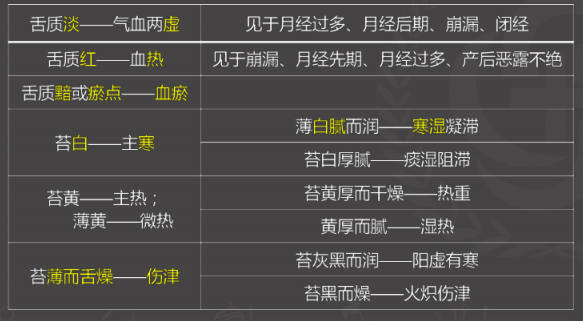 舌质淡——气血两虚
见于月经过多、月经后期、崩漏、闭经
舌质红——血热
见于崩漏、月经先期、月经过多、产后恶露不绝
舌质黯或瘀点——血瘀
苔白——主寒
薄白腻而润——寒湿凝滞
苔白厚腻——痰湿阻滞
苔黄——主热；
薄黄——微热
苔黄厚而干燥——热重
黄厚而腻——湿热
苔薄而舌燥——伤津
苔灰黑而润——阳虚有寒
苔黑而燥——火炽伤津